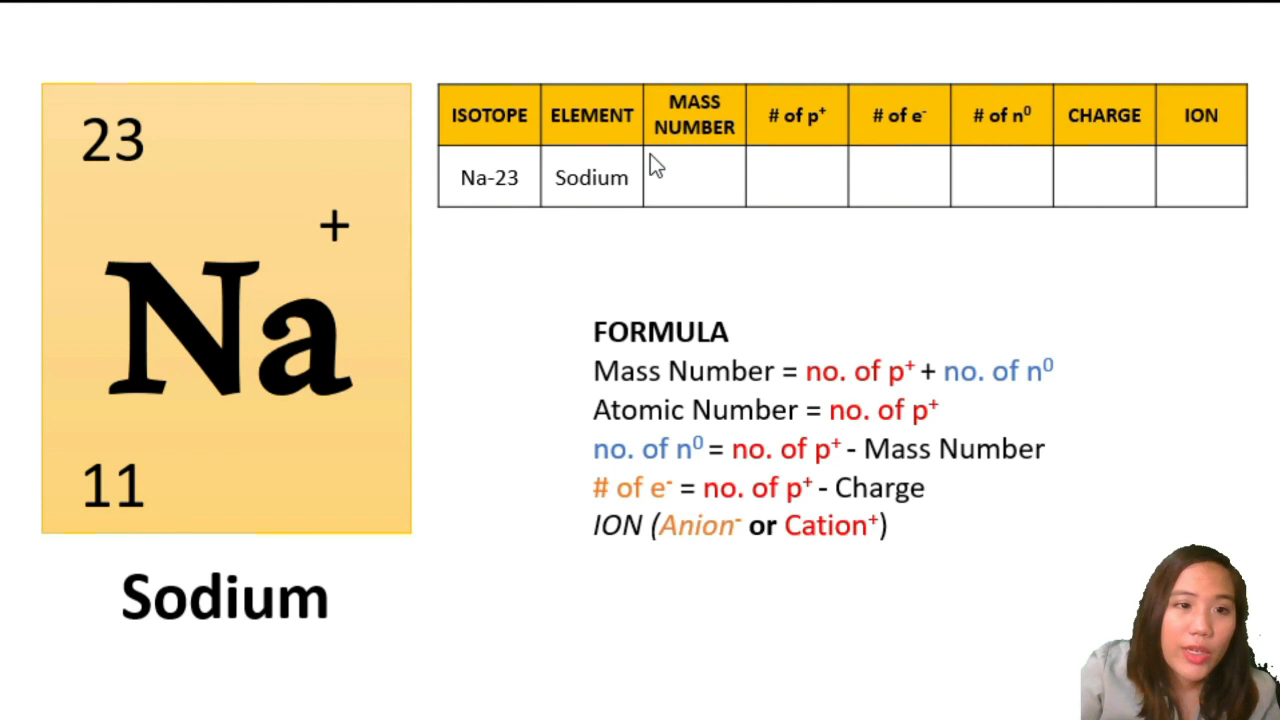 23
+
Na
11
Sodium
ISOTOPE ELEMENT MASS NUMBER # of p⁺ # of e⁻ # of n⁰ CHARGE ION
Na-23 Sodium
FORMULA
Mass Number = no. of p⁺ + no. of n⁰
Atomic Number = no. of p⁺
no. of n⁰ = no. of p⁺ - Mass Number
# of e⁻ = no. of p⁺ - Charge
ION (Anion⁻ or Cation⁺)